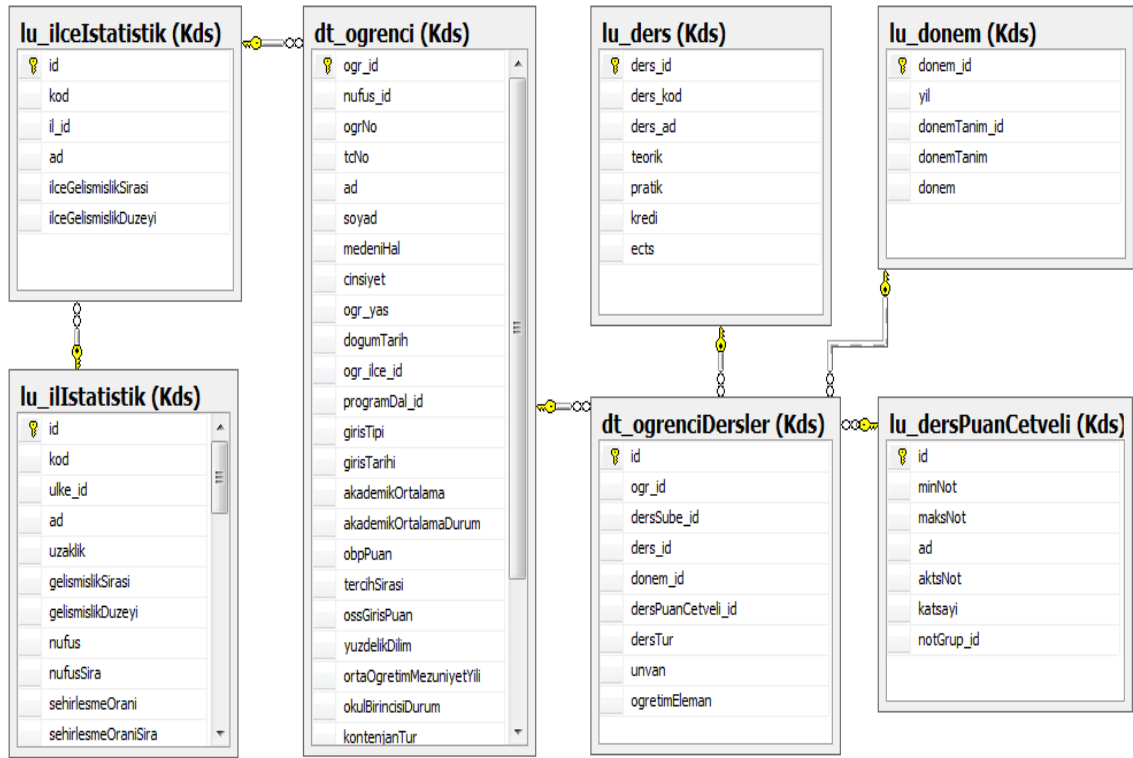 lu_ilceIstatistik (Kds)
id
kod
il_id
ad
ilceGelismislikSirasi
ilceGelismislikDuzeyi
lu_ilIstatistik (Kds)
id
kod
ulke_id
ad
uzaklik
gelismislikSirasi
gelismislikDuzeyi
nufus
nufusSira
sehirlesmeOrani
sehirlesmeOraniSira
dt_ogrenci (Kds)
ogr_id
nufus_id
ogrNo
tcNo
ad
soyad
medeniHal
cinsiyet
ogr_yas
dogumTarih
ogr_ilce_id
programDal_id
girisTipi
girisTarihi
akademikOrtalama
akademikOrtalamaDurum
obpPuan
tercihSirasi
ossGirisPuan
yuzdelikDilim
ortaOgretimMezuniyetYili
okulBirincisiDurum
kontenjanTur
lu_ders (Kds)
ders_id
ders_kod
ders_ad
teorik
pratik
kredi
ects
dt_ogrenciDersler (Kds)
id
ogr_id
dersSube_id
ders_id
donem_id
dersPuanCetveli_id
dersTur
unvan
ogretimEleman
lu_donem (Kds)
donem_id
yil
donemTanim_id
donemTanim
donem
lu_dersPuanCetveli (Kds)
id
minNot
maksNot
ad
aktsNot
katsayi
notGrup_id